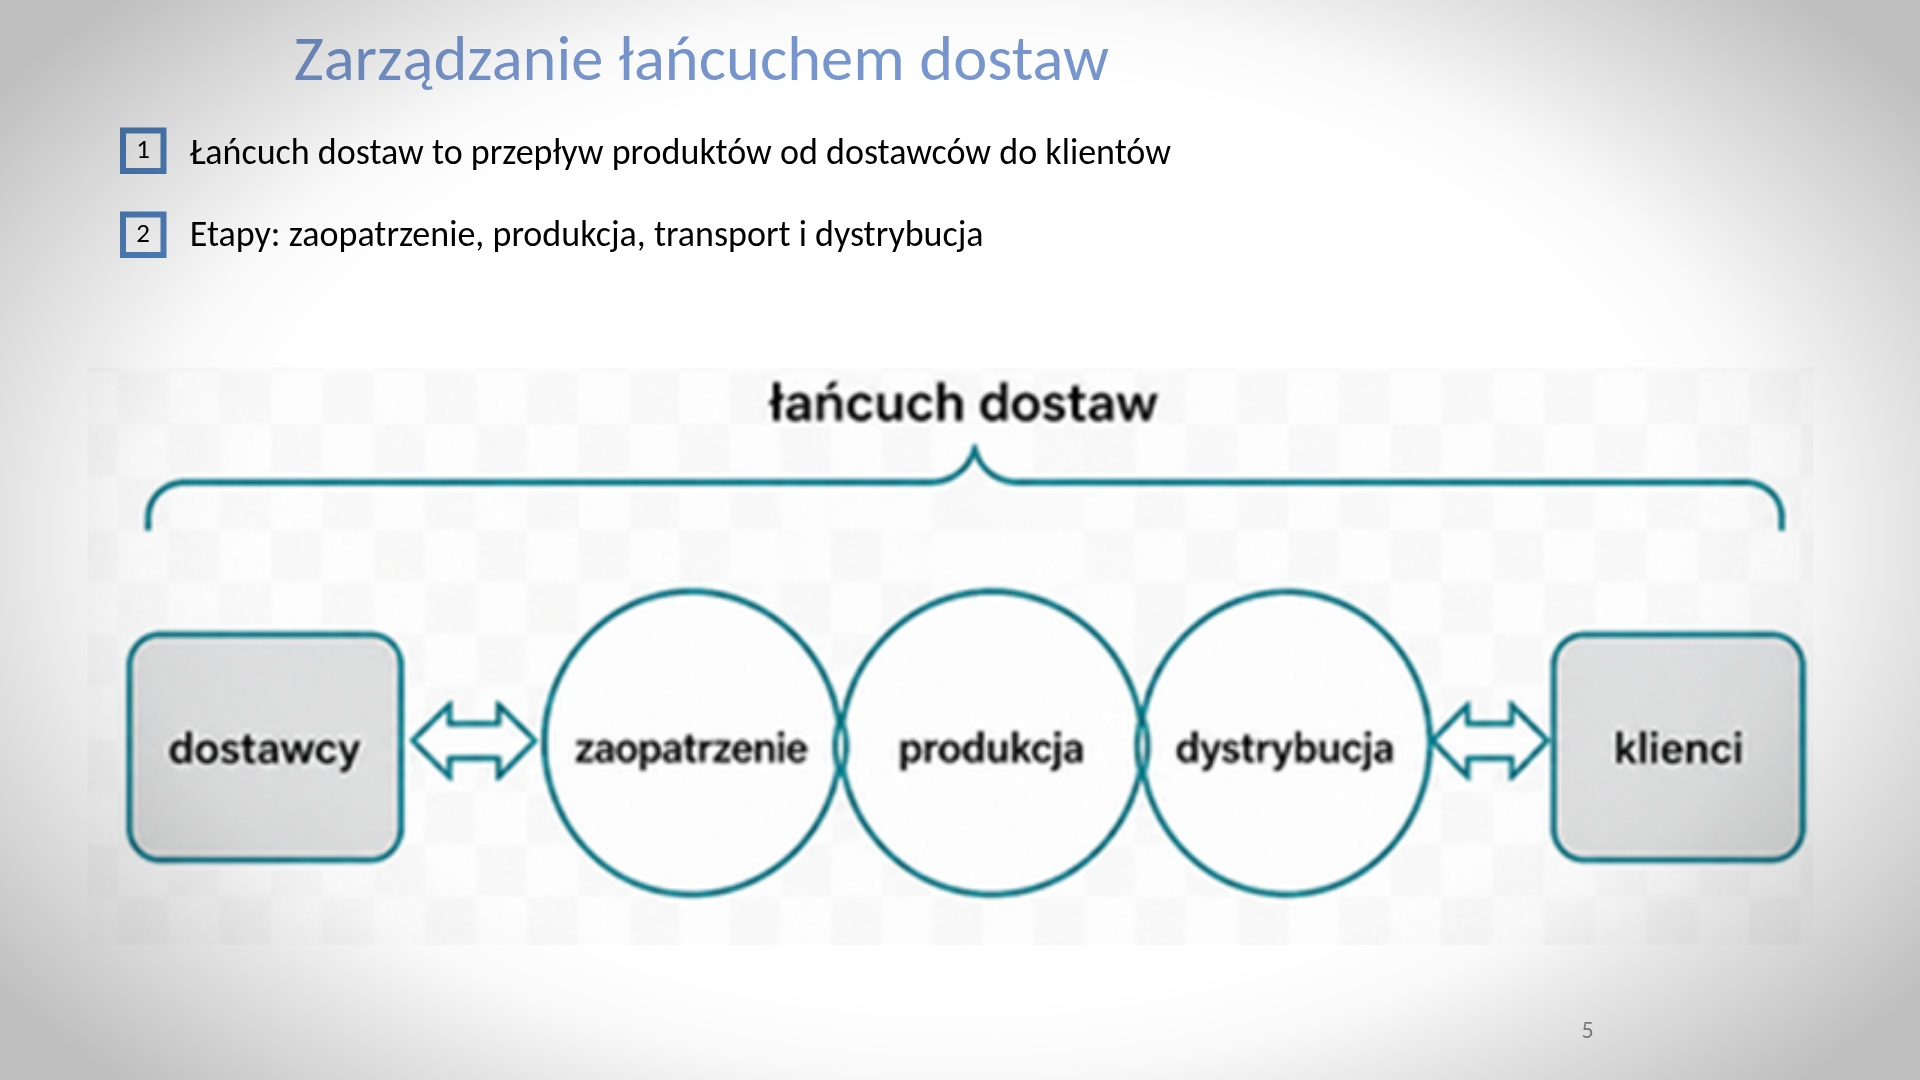 Zarządzanie łańcuchem dostaw
1 Łańcuch dostaw to przepływ produktów od dostawców do klientów
2 Etapy: zaopatrzenie, produkcja, transport i dystrybucja
łańcuch dostaw
dostawcy zaopatrzenie produkcja dystrybucja klienci
5